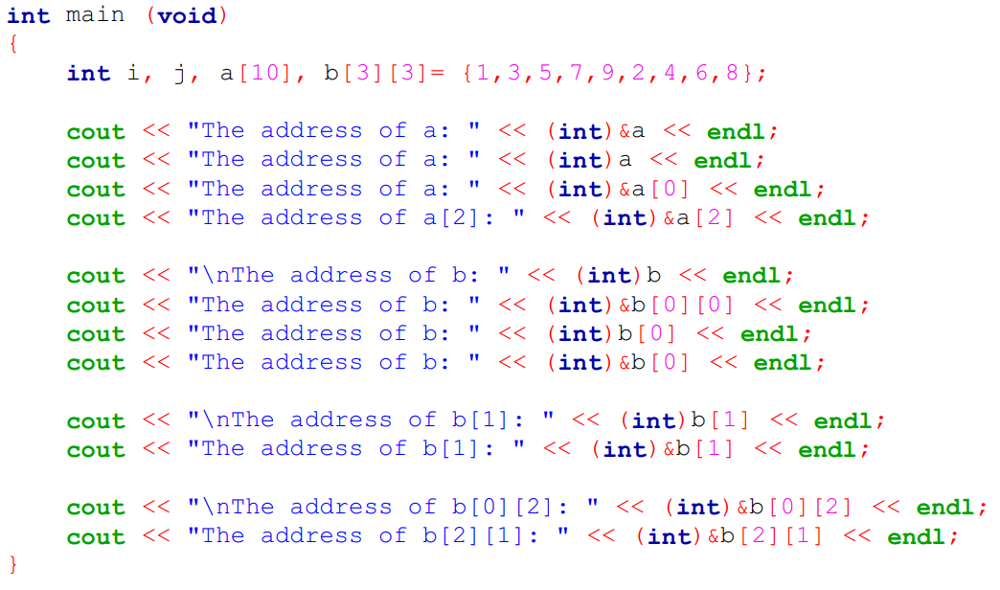 int main (void)
{
    int i, j, a[10], b[3][3]= {1,3,5,7,9,2,4,6,8};

    cout << "The address of a: " << (int)&a << endl;
    cout << "The address of a: " << (int)a << endl;
    cout << "The address of a: " << (int)&a[0] << endl;
    cout << "The address of a[2]: " << (int)&a[2] << endl;

    cout << "\nThe address of b: " << (int)b << endl;
    cout << "The address of b: " << (int)&b[0][0] << endl;
    cout << "The address of b: " << (int)b[0] << endl;
    cout << "The address of b: " << (int)&b[0] << endl;

    cout << "\nThe address of b[1]: " << (int)b[1] << endl;
    cout << "The address of b[1]: " << (int)&b[1] << endl;

    cout << "\nThe address of b[0][2]: " << (int)&b[0][2] << endl;
    cout << "The address of b[2][1]: " << (int)&b[2][1] << endl;
}